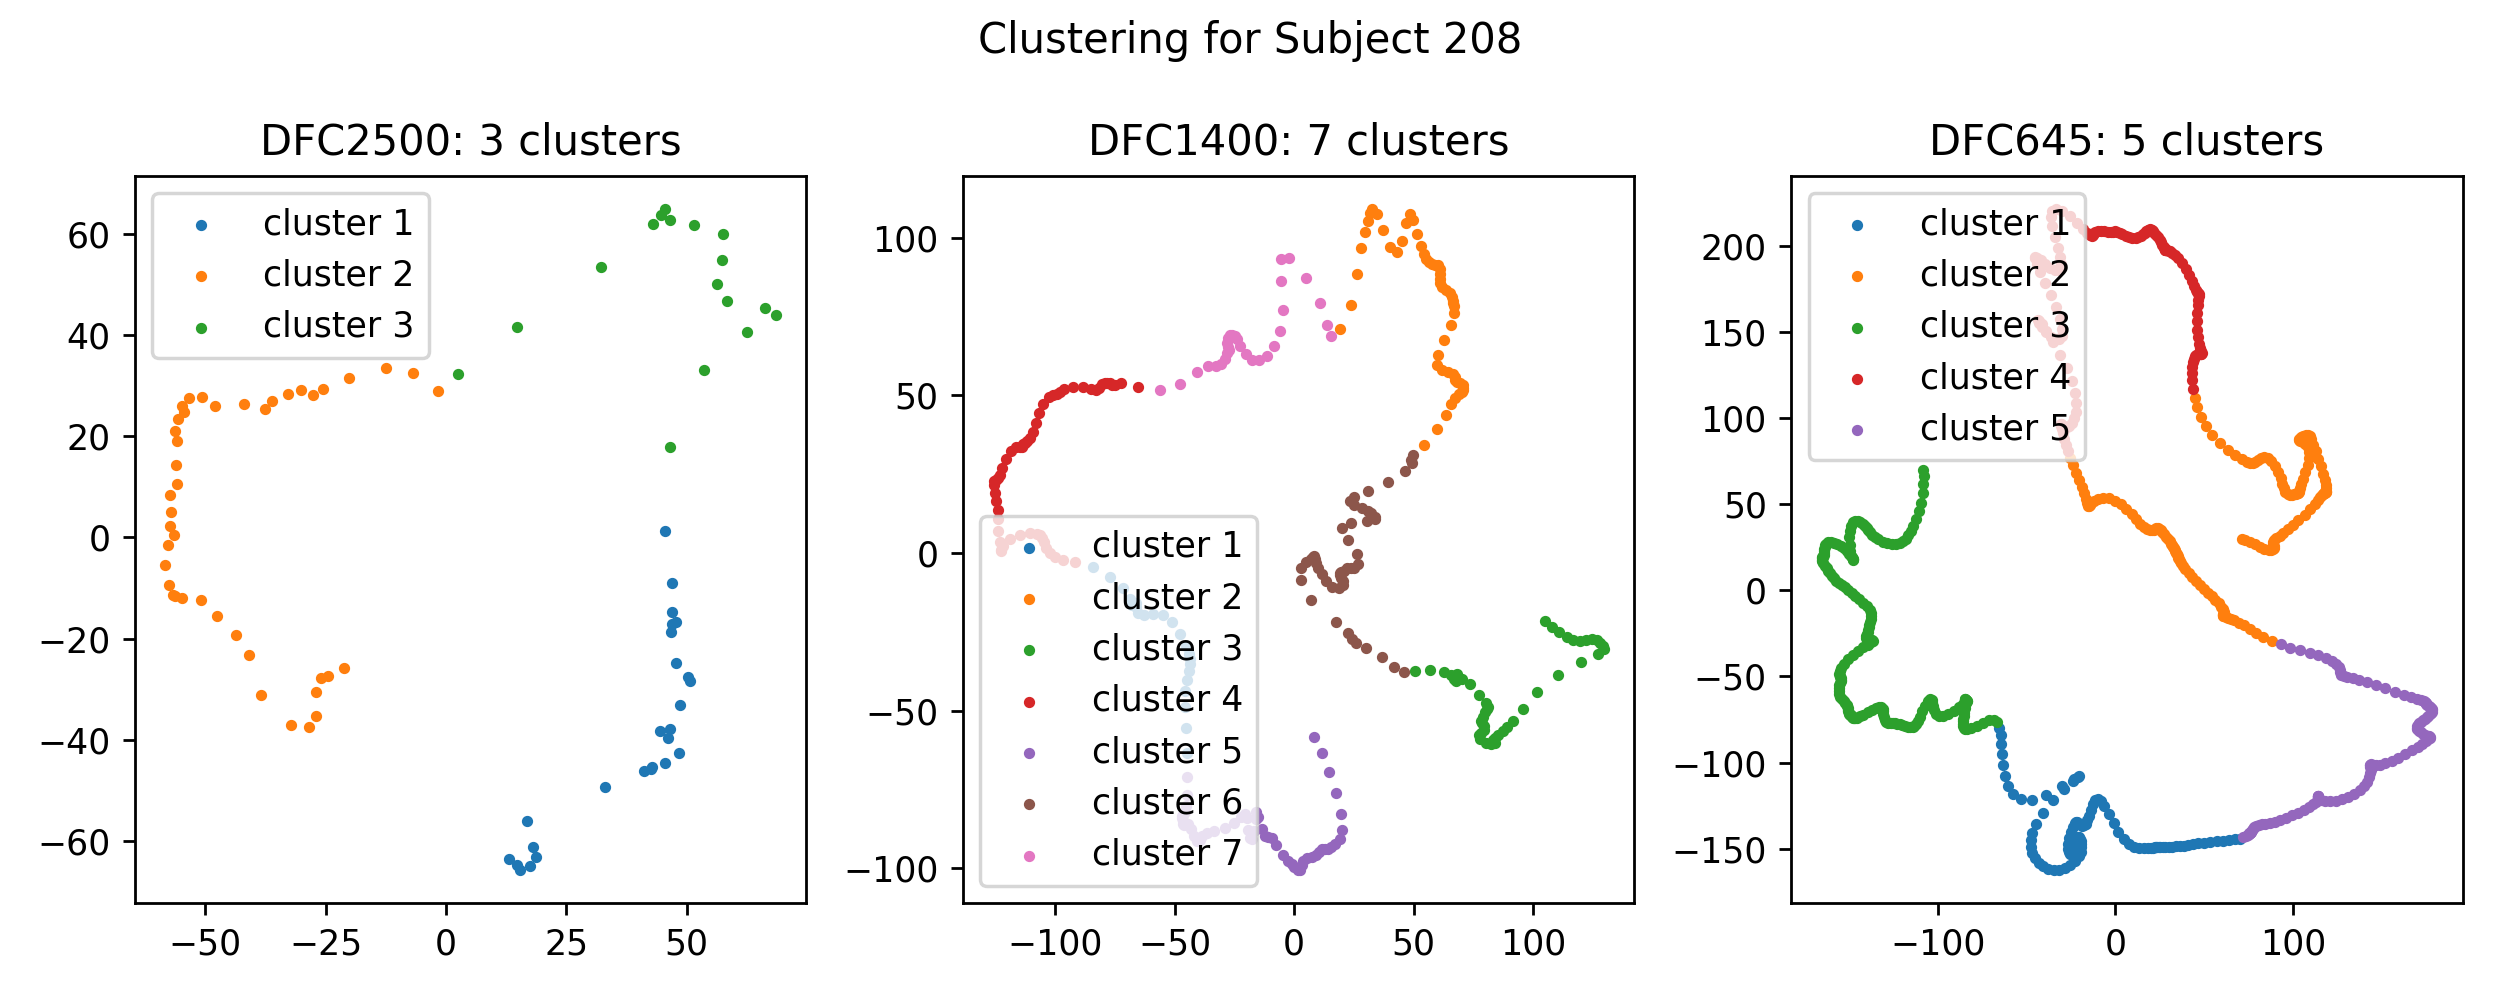 Clustering for Subject 208
DFC2500: 3 clusters
60
40
20
0
−20
−40
−60
−50
−25
0
25
50
cluster 1
cluster 2
cluster 3
DFC1400: 7 clusters
100
50
0
−50
−100
−100
−50
0
50
100
cluster 1
cluster 2
cluster 3
cluster 4
cluster 5
cluster 6
cluster 7
DFC645: 5 clusters
200
150
100
50
0
−50
−100
−150
−100
0
100
cluster 1
cluster 2
cluster 3
cluster 4
cluster 5